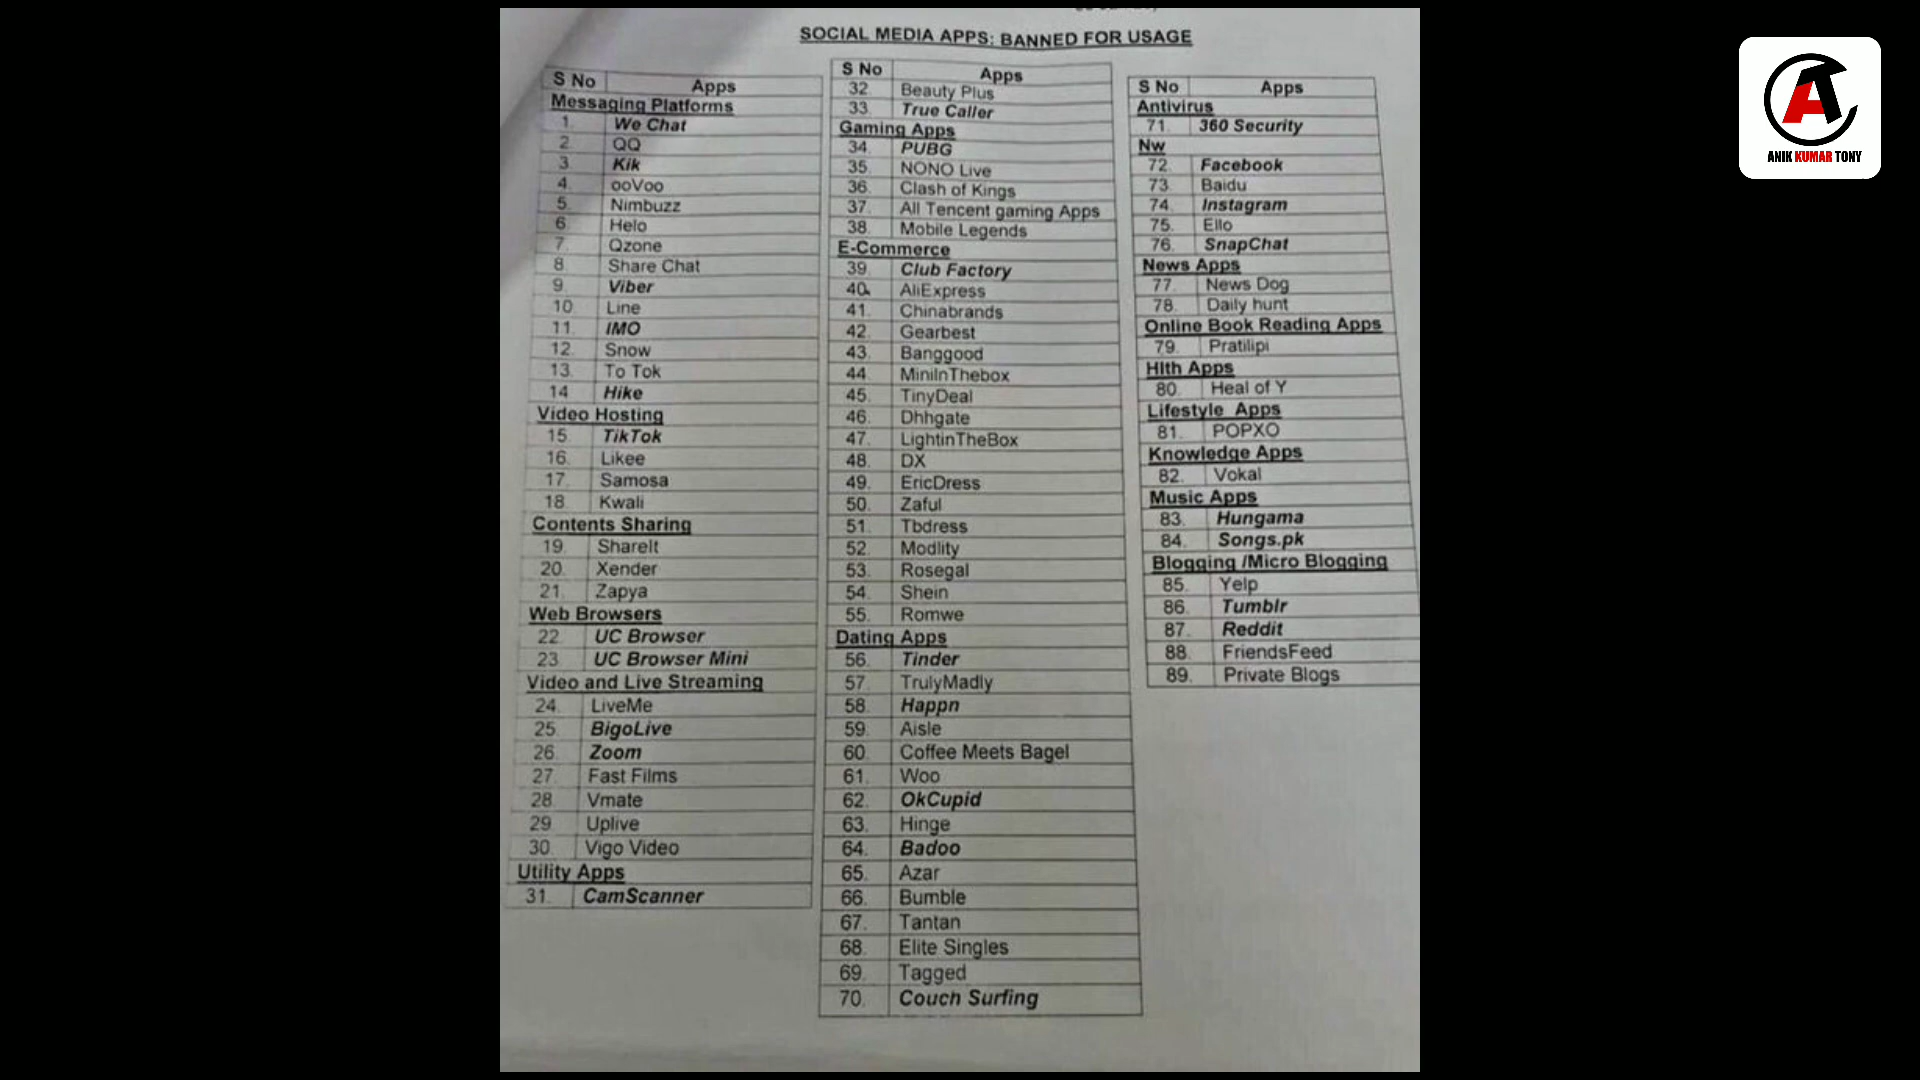 SOCIAL MEDIA APPS: BANNED FOR USAGE
S No Apps
Messaging Platforms
1. We Chat
2. QQ
3. Kik
4. ooVoo
5. Nimbuzz
6. Helo
7. Qzone
8. Share Chat
9. Viber
10. Line
11. IMO
12. Snow
13. To Tok
14. Hike
Video Hosting
15. TikTok
16. Likee
17. Samosa
18. Kwali
Contents Sharing
19. ShareIt
20. Xender
21. Zapya
Web Browsers
22. UC Browser
23. UC Browser Mini
Video and Live Streaming
24. LiveMe
25. BigoLive
26. Zoom
27. Fast Films
28. Vmate
29. Uplive
30. Vigo Video
Utility Apps
31. CamScanner
S No Apps
32. Beauty Plus
33. True Caller
Gaming Apps
34. PUBG
35. NONO Live
36. Clash of Kings
37. All Tencent gaming Apps
38. Mobile Legends
E-Commerce
39. Club Factory
40. AliExpress
41. Chinabrands
42. Gearbest
43. Banggood
44. MiniInThebox
45. TinyDeal
46. Dhhgate
47. LightinTheBox
48. DX
49. EricDress
50. Zaful
51. Tbdress
52. Modlity
53. Rosegal
54. Shein
55. Romwe
Dating Apps
56. Tinder
57. TrulyMadly
58. Happn
59. Aisle
60. Coffee Meets Bagel
61. Woo
62. OkCupid
63. Hinge
64. Badoo
65. Azar
66. Bumble
67. Tantan
68. Elite Singles
69. Tagged
70. Couch Surfing
S No Apps
Antivirus
71. 360 Security
Nw
72. Facebook
73. Baidu
74. Instagram
75. Ello
76. SnapChat
News Apps
77. News Dog
78. Daily hunt
Online Book Reading Apps
79. Pratilipi
Hlth Apps
80. Heal of Y
Lifestyle Apps
81. POPXO
Knowledge Apps
82. Vokal
Music Apps
83. Hungama
84. Songs.pk
Blogging /Micro Blogging
85. Yelp
86. Tumblr
87. Reddit
88. FriendsFeed
89. Private Blogs
ANIK KUMAR TONY